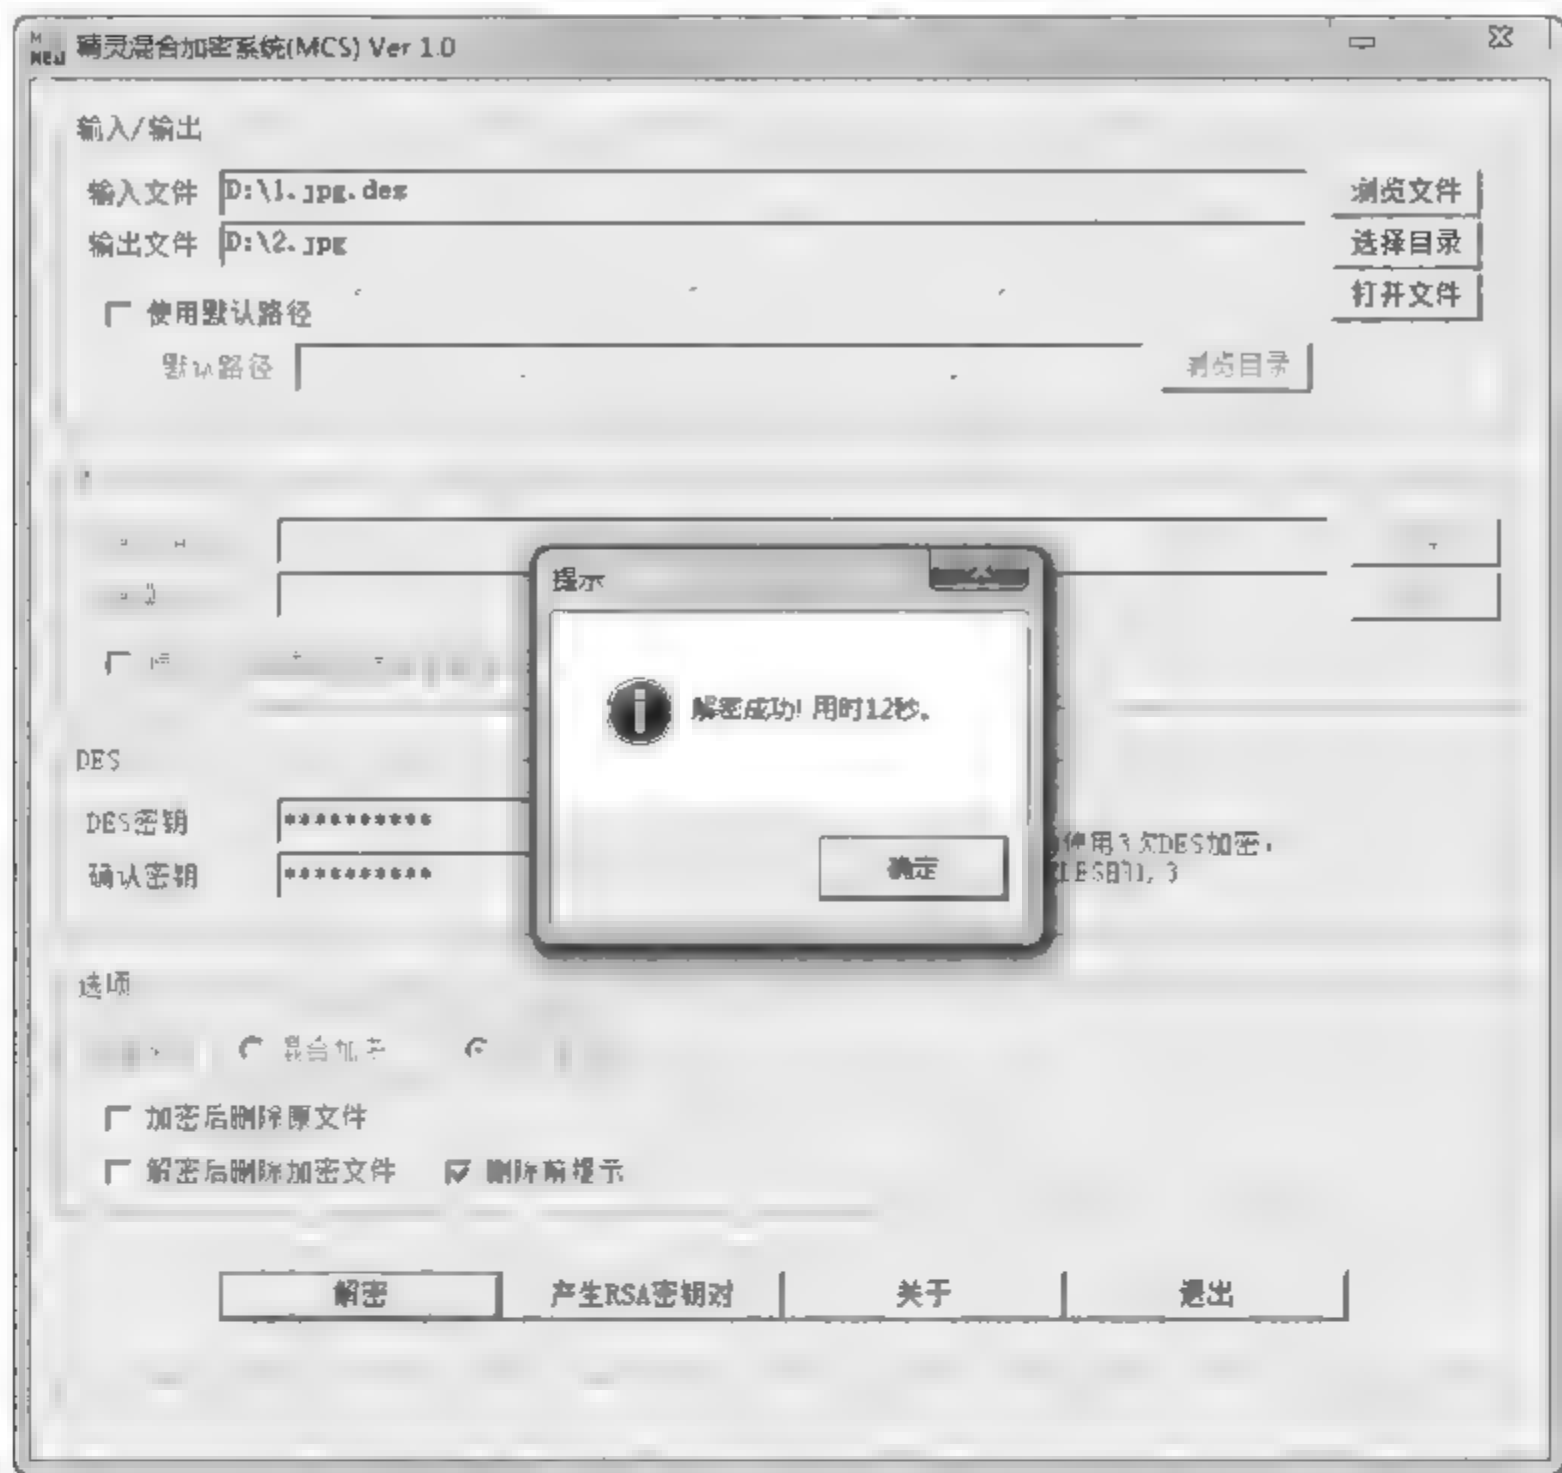 精灵混合加密系统(MCS) Ver 1.0
输入/输出
输入文件 D:\1.jpg.des 浏览文件
输出文件 D:\2.jpg 选择目录
打开文件
使用默认路径
默认路径 浏览目录
提示
解密成功! 用时12秒。
确定
DES
DES密钥 **********
确认密钥 **********
使用3次DES加密,
选项
混合加密
加密后删除原文件
解密后删除加密文件 删除前提示
解密 产生RSA密钥对 关于 退出